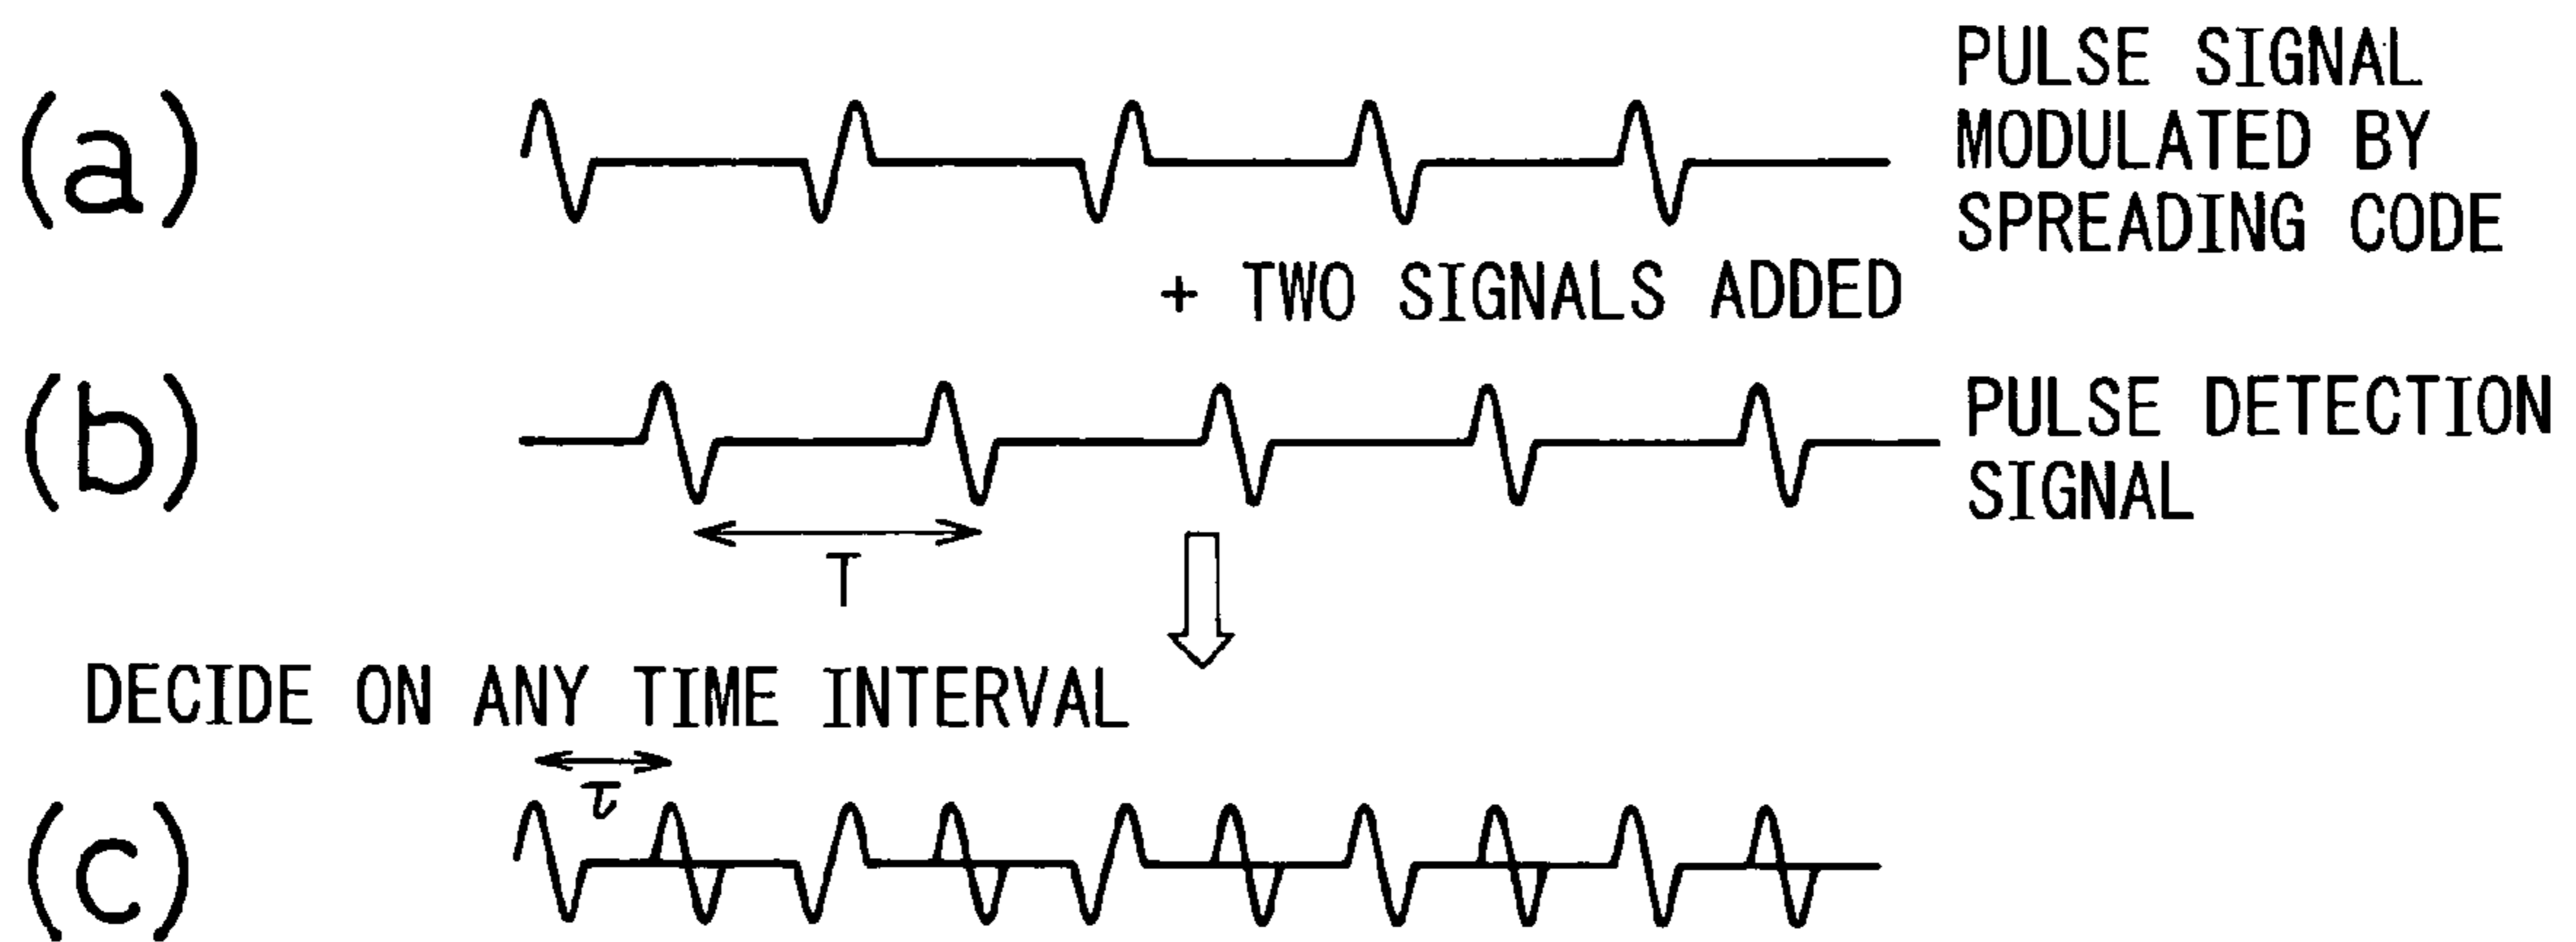 (a)
PULSE SIGNAL
MODULATED BY
SPREADING CODE
+ TWO SIGNALS ADDED
(b)
PULSE DETECTION
SIGNAL
T
DECIDE ON ANY TIME INTERVAL
τ
(c)